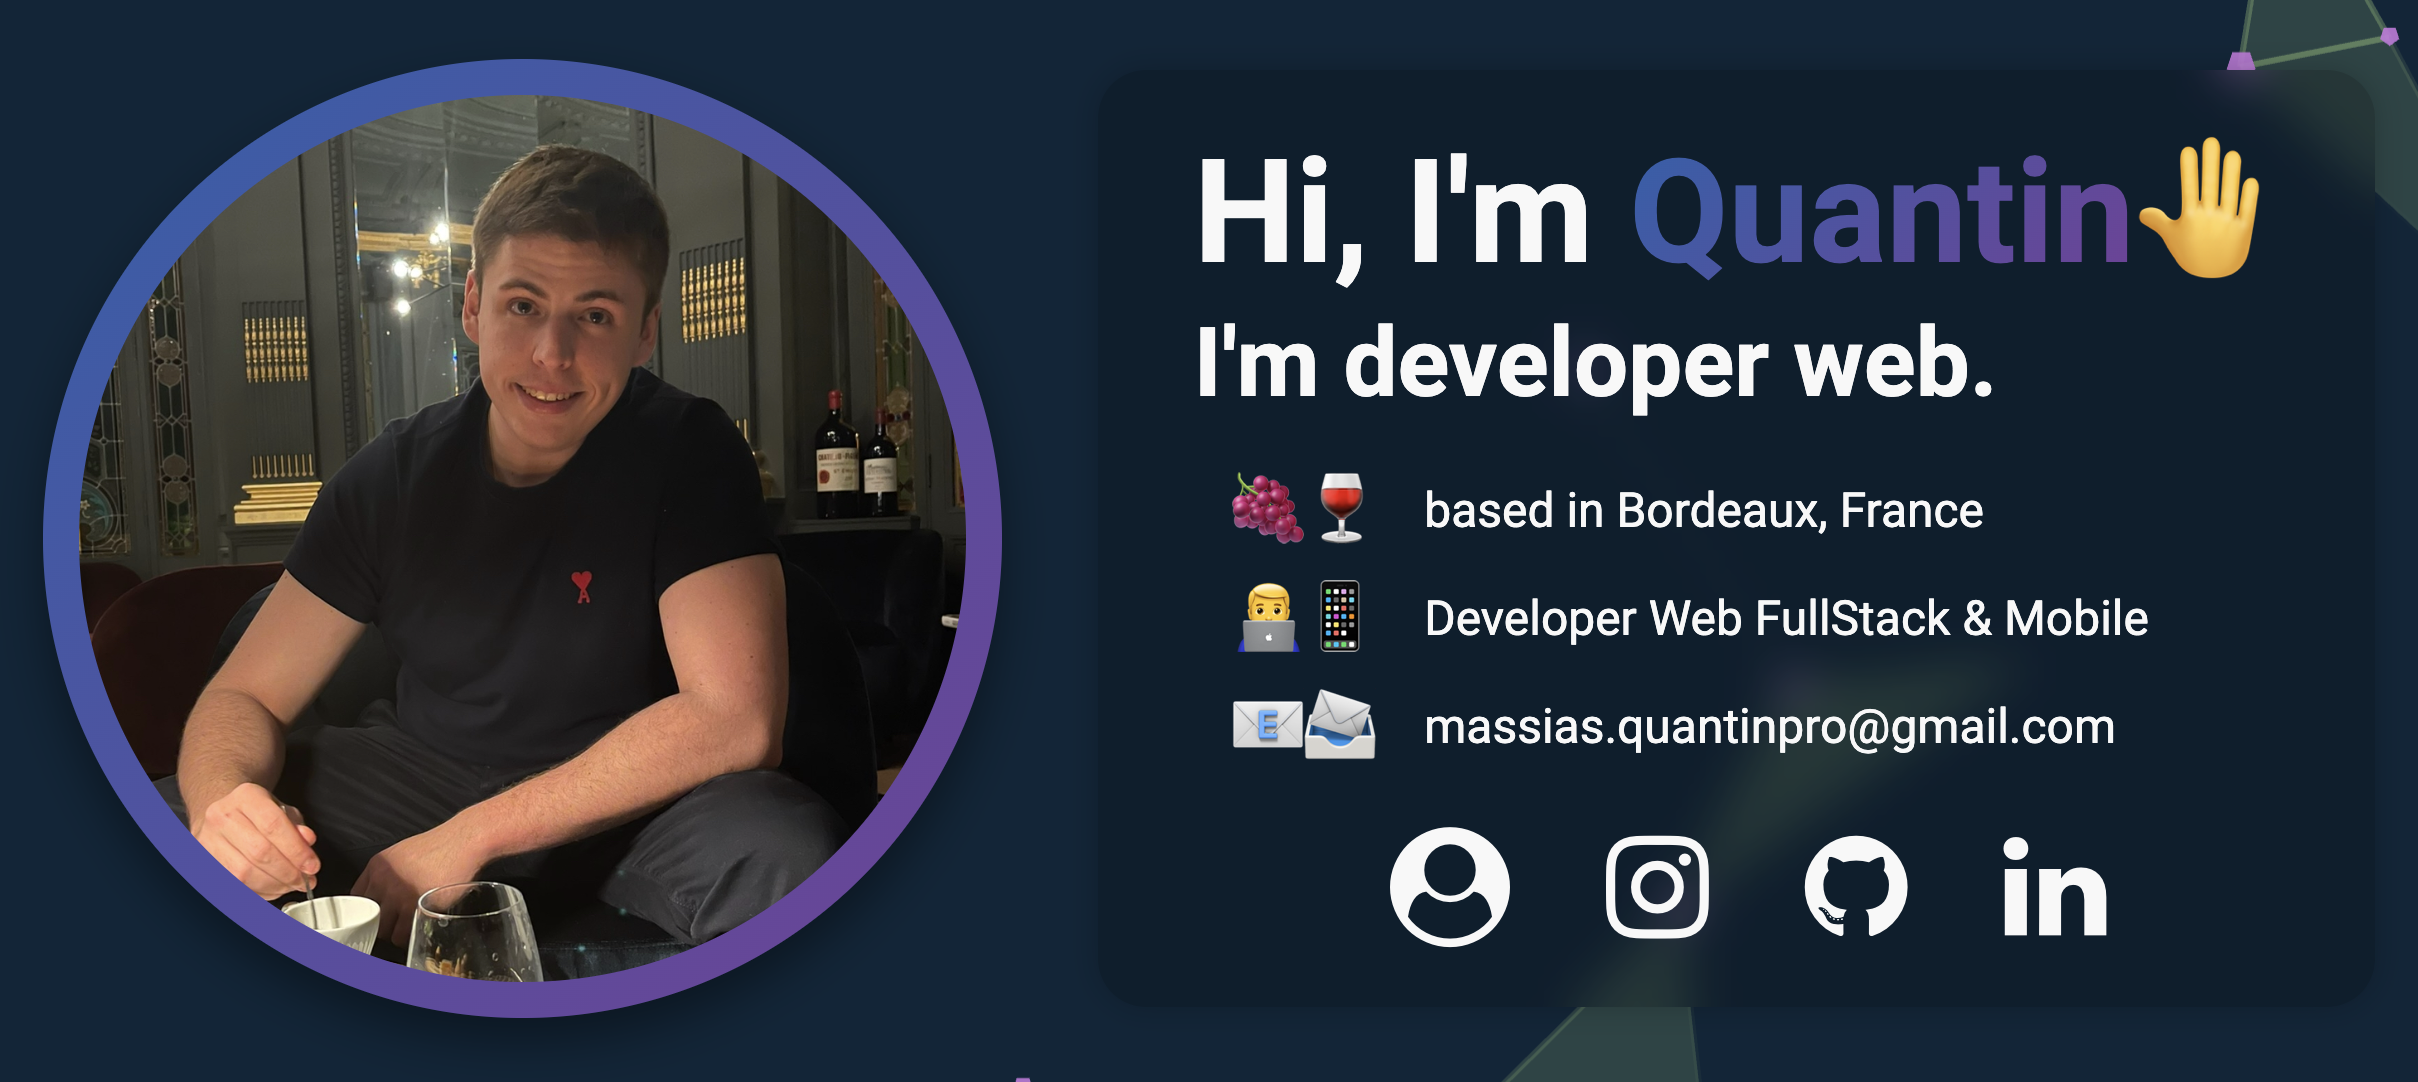 Hi, I'm Quantin🤚
I'm developer web.
based in Bordeaux, France
Developer Web FullStack & Mobile
massias.quantinpro@gmail.com
in